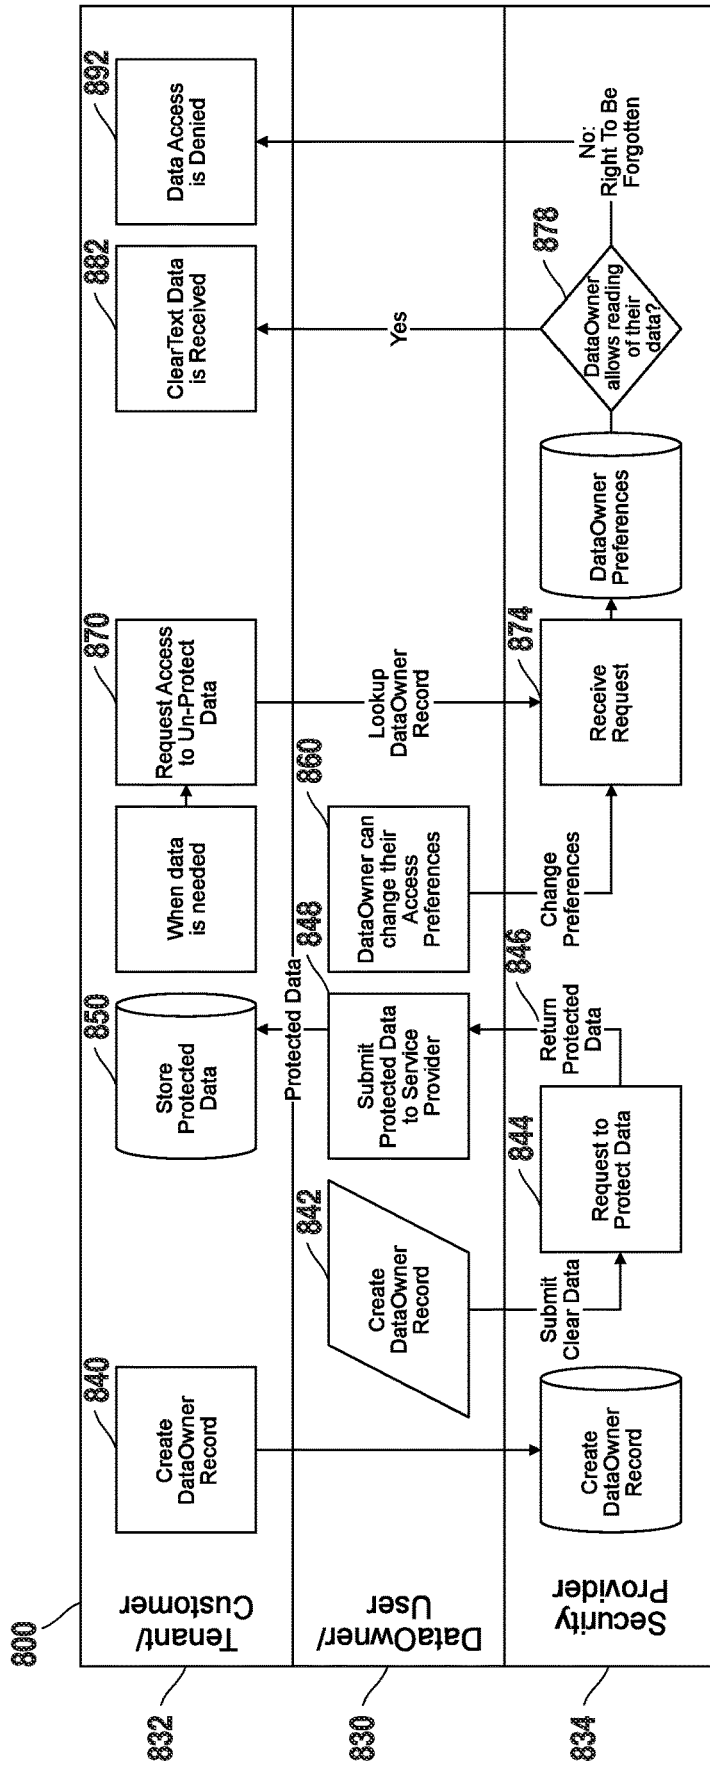 800
832
Tenant/
Customer
840
Create
DataOwner
Record
850
Store
Protected
Data
When data
is needed
870
Request Access
to Un-Protect
Data
882
ClearText Data
is Received
892
Data Access
is Denied
830
DataOwner/
User
842
Create
DataOwner
Record
Protected Data
848
Submit
Protected Data
to Service
Provider
860
DataOwner can
change their
Access
Preferences
Lookup
DataOwner
Record
Yes
834
Security
Provider
Create
DataOwner
Record
Submit
Clear Data
844
Request to
Protect Data
846
Return
Protected
Data
Change
Preferences
874
Receive
Request
DataOwner
Preferences
878
DataOwner
allows reading
of their
data?
No:
Right To Be
Forgotten